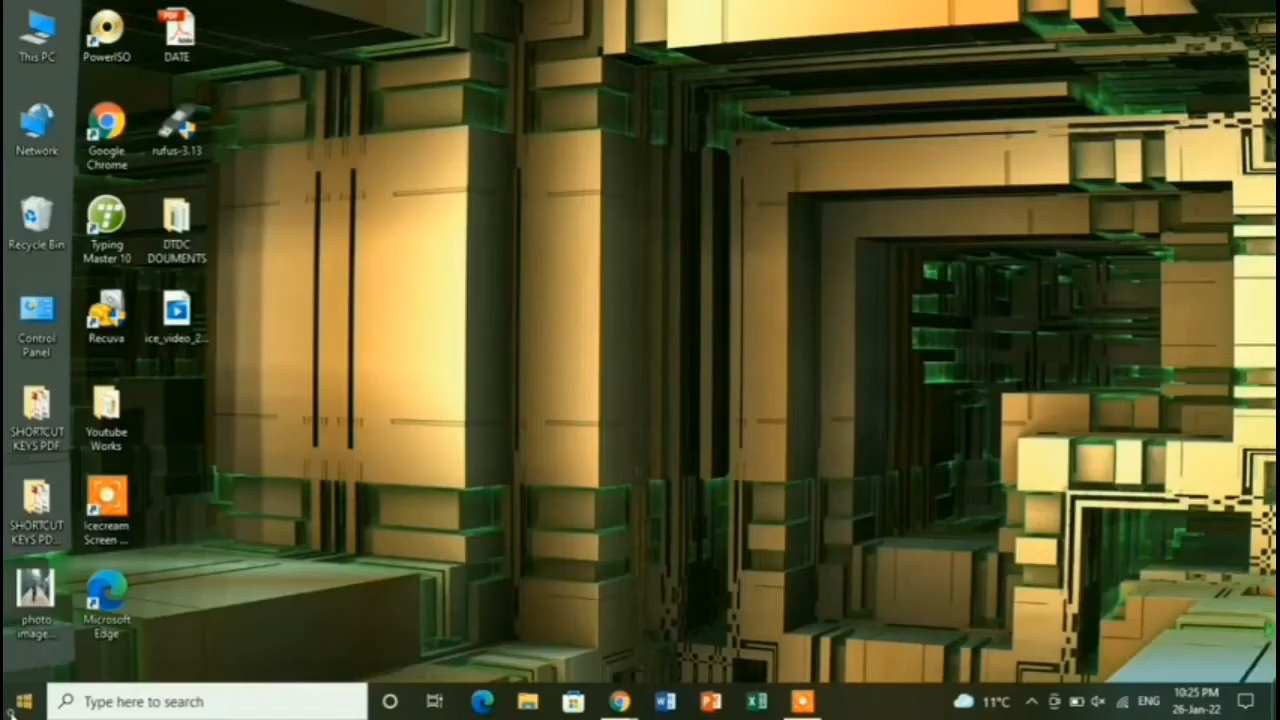 This PC
PowerISO
PDF
DATE
Network
Google
Chrome
rufus-3.13
Recycle Bin
Typing
Master 10
DTDC
DOUMENTS
Control
Panel
Recuva
ice_video_2...
SHORTCUT
KEYS PDF
Youtube
Works
SHORTCUT
KEYS PD...
Icecream
Screen ...
photo
image...
Microsoft
Edge
Type here to search
11°C
ENG
10:25 PM
26-Jan-22